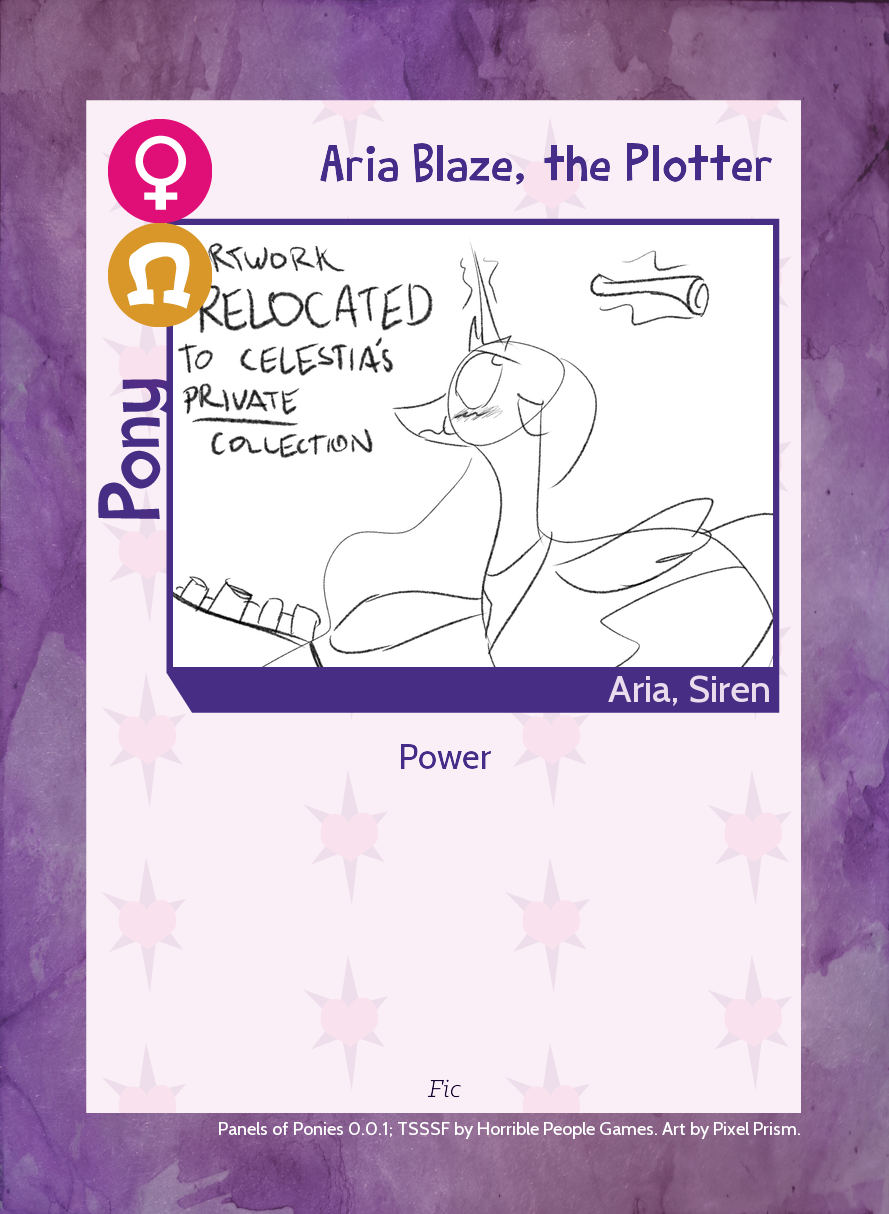 Aria Blaze, the Plotter
RTWORK
RELOCATED
TO CELESTIA'S
PRIVATE
COLLECTION
Pony
Aria, Siren
Power
Fic
Panels of Ponies 0.0.1; TSSSF by Horrible People Games. Art by Pixel Prism.